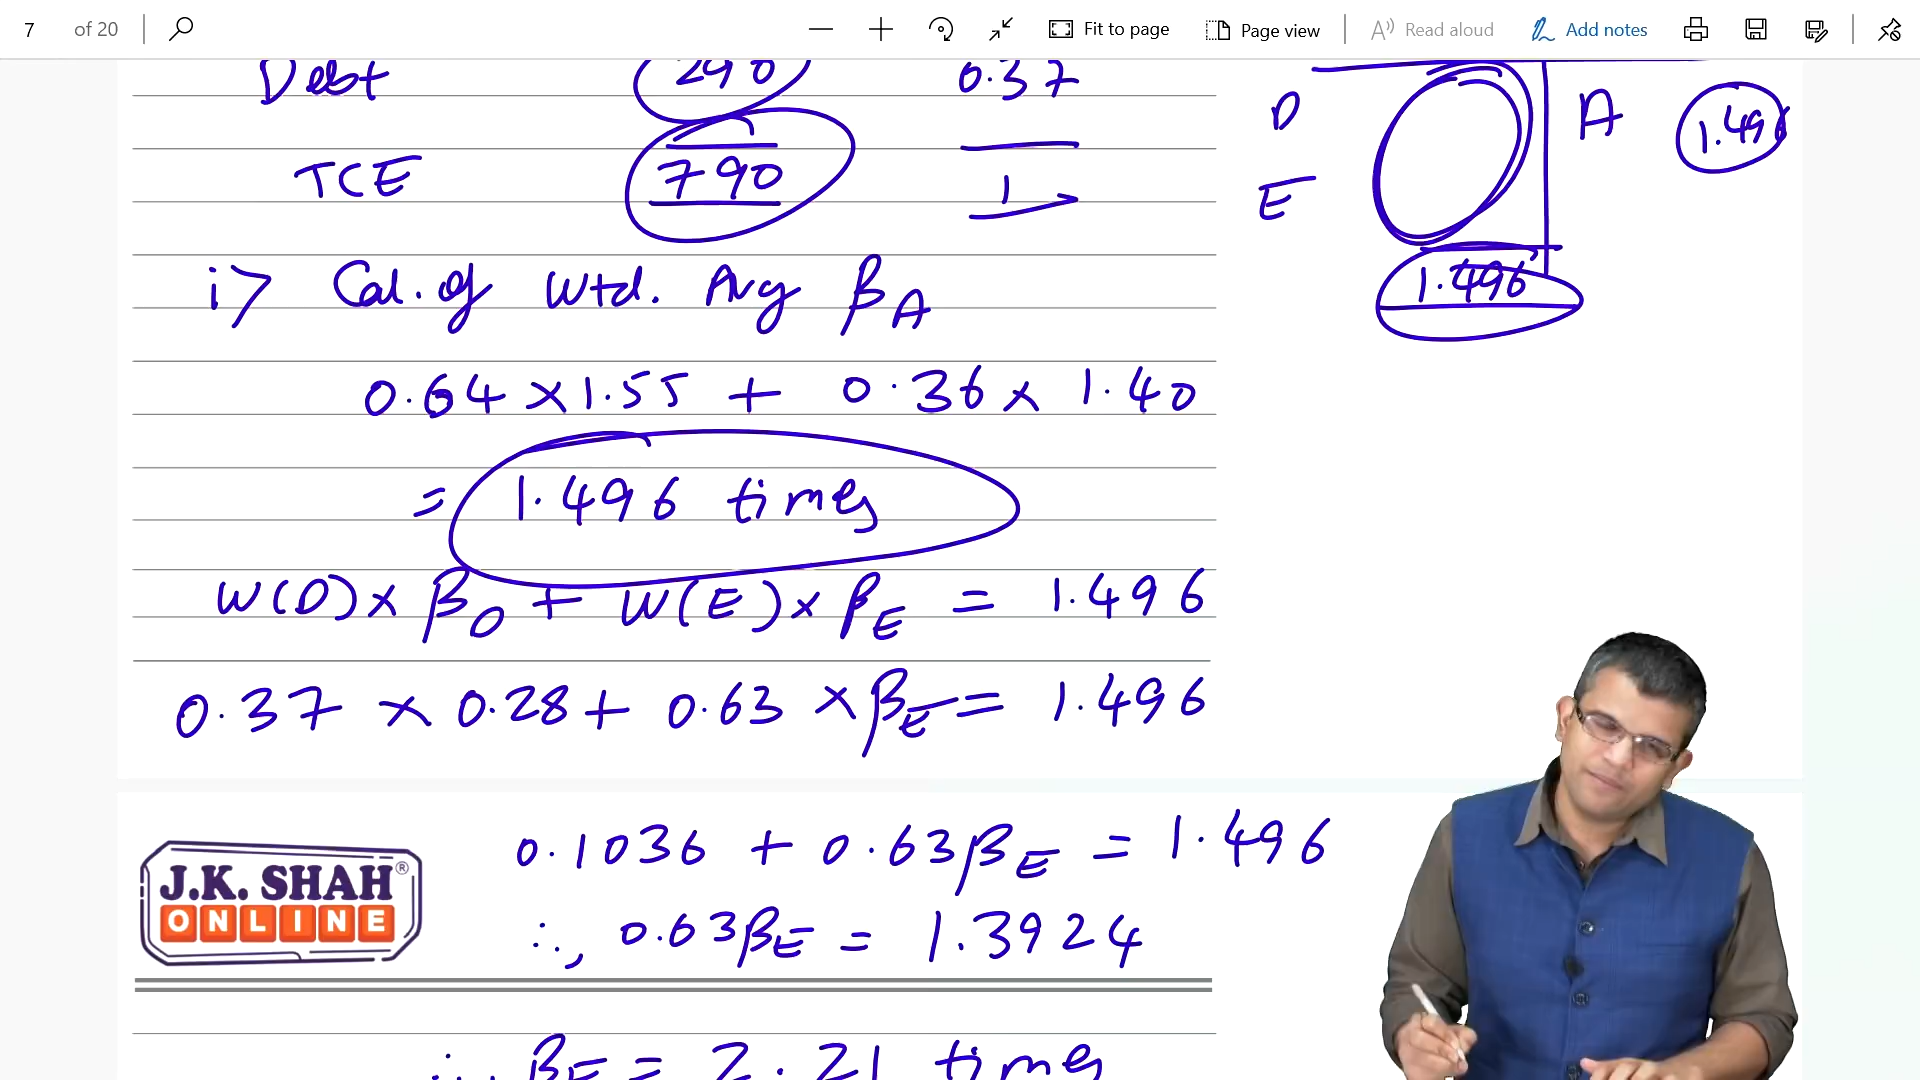 7 of 20 Fit to page Page view Read aloud Add notes
Debt 290 0.37
TCE 790 1
D A 1.496
E
1.496
i> Cal. of Wtd. Avg βA
0.64 × 1.55 + 0.36 × 1.40
= 1.496 times
W(D) × βD + W(E) × βE = 1.496
0.37 × 0.28 + 0.63 × βE = 1.496
0.1036 + 0.63βE = 1.496
J.K. SHAH®
ONLINE
∴, 0.63βE = 1.3924
∴ βE = 2.21 times